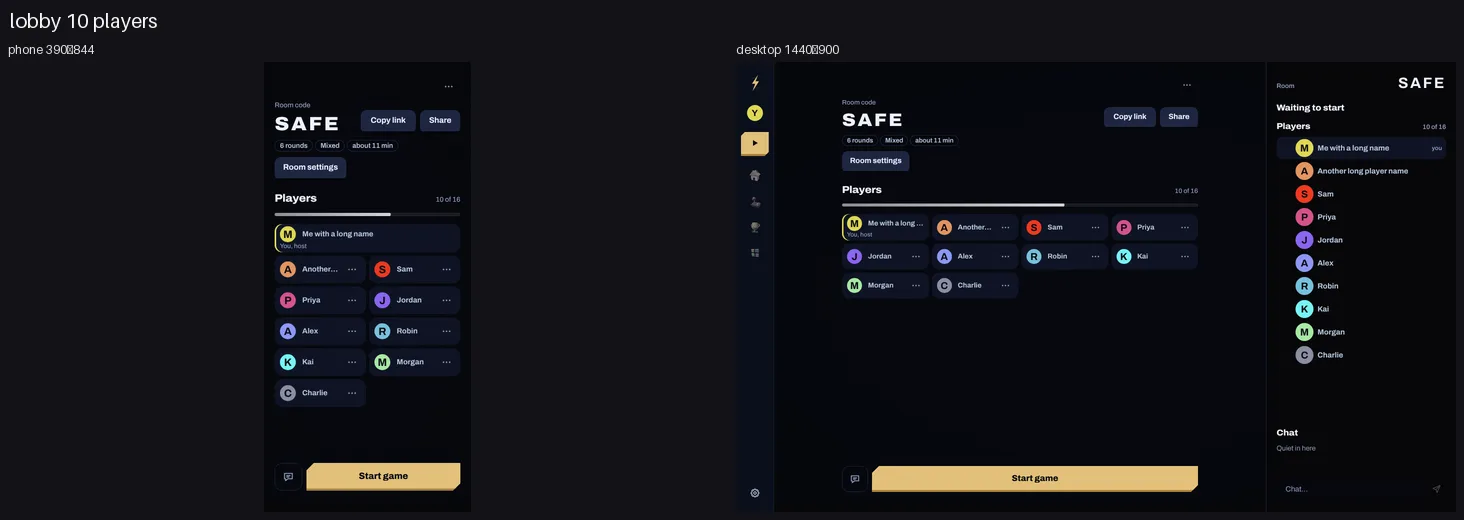 lobby 10 players
phone 390▯844
Room code
SAFE
Copy link
Share
6 rounds
Mixed
about 11 min
Room settings
Players
10 of 16
M
Me with a long name
You, host
A
Another...
S
Sam
P
Priya
J
Jordan
A
Alex
R
Robin
K
Kai
M
Morgan
C
Charlie
Start game
desktop 1440▯900
Y
Room code
SAFE
Copy link
Share
6 rounds
Mixed
about 11 min
Room settings
Players
10 of 16
M
Me with a long ...
You, host
A
Another...
S
Sam
P
Priya
J
Jordan
A
Alex
R
Robin
K
Kai
M
Morgan
C
Charlie
Start game
Room
SAFE
Waiting to start
Players
10 of 16
M
Me with a long name
you
A
Another long player name
S
Sam
P
Priya
J
Jordan
A
Alex
R
Robin
K
Kai
M
Morgan
C
Charlie
Chat
Quiet in here
Chat...